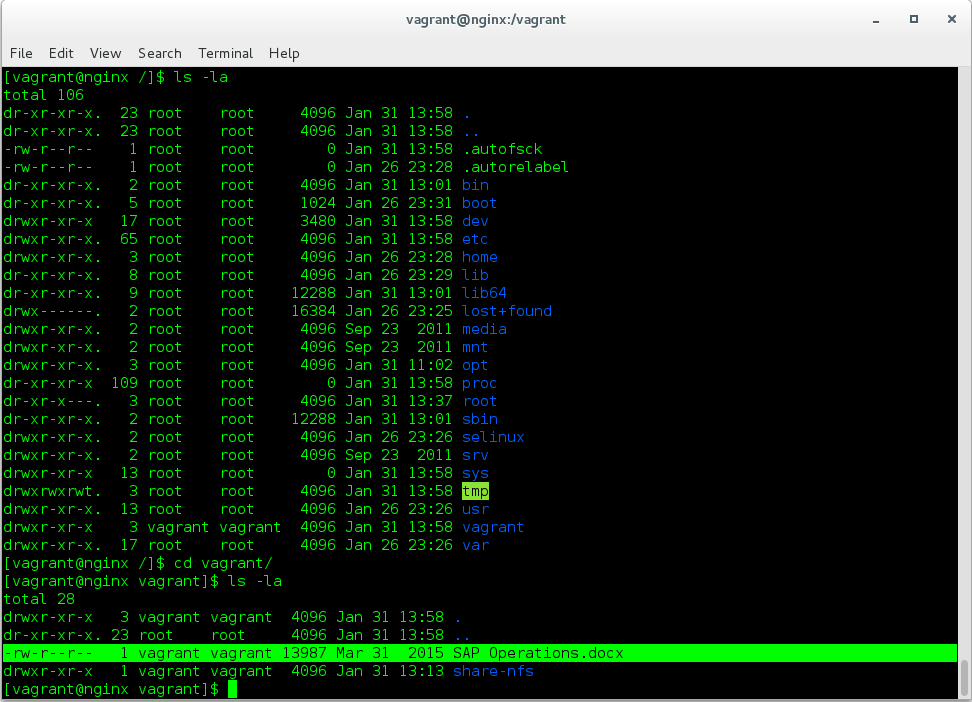 vagrant@nginx:/vagrant
File Edit View Search Terminal Help
[vagrant@nginx /]$ ls -la
total 106
dr-xr-xr-x.  23 root    root     4096 Jan 31 13:58 .
dr-xr-xr-x.  23 root    root     4096 Jan 31 13:58 ..
-rw-r--r--    1 root    root        0 Jan 31 13:58 .autofsck
-rw-r--r--    1 root    root        0 Jan 26 23:28 .autorelabel
dr-xr-xr-x.   2 root    root     4096 Jan 31 13:01 bin
dr-xr-xr-x.   5 root    root     1024 Jan 26 23:31 boot
drwxr-xr-x   17 root    root     3480 Jan 31 13:58 dev
drwxr-xr-x.  65 root    root     4096 Jan 31 13:58 etc
drwxr-xr-x.   3 root    root     4096 Jan 26 23:28 home
dr-xr-xr-x.   8 root    root     4096 Jan 26 23:29 lib
dr-xr-xr-x.   9 root    root    12288 Jan 31 13:01 lib64
drwx------.   2 root    root    16384 Jan 26 23:25 lost+found
drwxr-xr-x.   2 root    root     4096 Sep 23  2011 media
drwxr-xr-x.   2 root    root     4096 Sep 23  2011 mnt
drwxr-xr-x.   3 root    root     4096 Jan 31 11:02 opt
dr-xr-xr-x  109 root    root        0 Jan 31 13:58 proc
dr-xr-x---.   3 root    root     4096 Jan 31 13:37 root
dr-xr-xr-x.   2 root    root    12288 Jan 31 13:01 sbin
drwxr-xr-x.   2 root    root     4096 Jan 26 23:26 selinux
drwxr-xr-x.   2 root    root     4096 Sep 23  2011 srv
drwxr-xr-x   13 root    root        0 Jan 31 13:58 sys
drwxrwxrwt.   3 root    root     4096 Jan 31 13:58 tmp
drwxr-xr-x.  13 root    root     4096 Jan 26 23:26 usr
drwxr-xr-x    3 vagrant vagrant  4096 Jan 31 13:58 vagrant
drwxr-xr-x.  17 root    root     4096 Jan 26 23:26 var
[vagrant@nginx /]$ cd vagrant/
[vagrant@nginx vagrant]$ ls -la
total 28
drwxr-xr-x   3 vagrant vagrant  4096 Jan 31 13:58 .
dr-xr-xr-x. 23 root    root     4096 Jan 31 13:58 ..
-rw-r--r--   1 vagrant vagrant 13987 Mar 31  2015 SAP Operations.docx
drwxr-xr-x   1 vagrant vagrant  4096 Jan 31 13:13 share-nfs
[vagrant@nginx vagrant]$